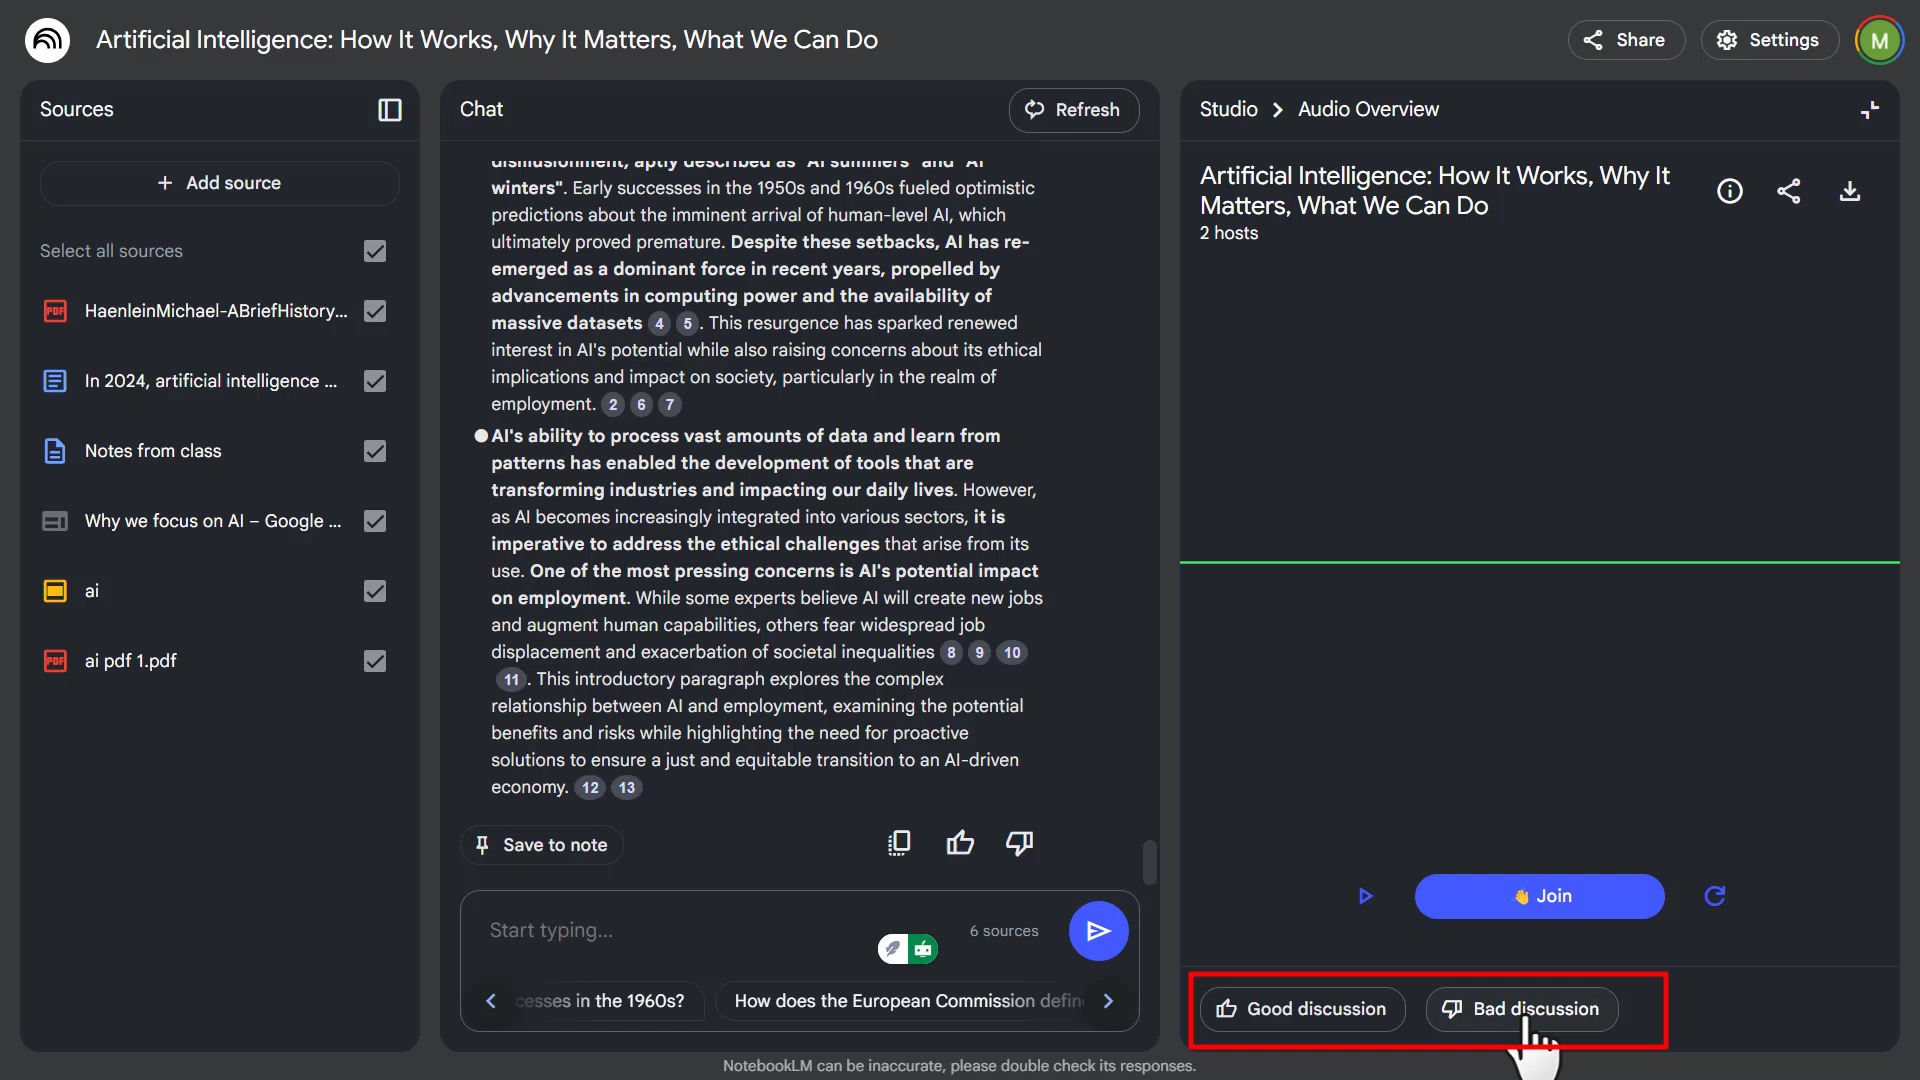 Artificial Intelligence: How It Works, Why It Matters, What We Can Do
Share
Settings
M
Sources
Add source
Select all sources
PDF HaenleinMichael-ABriefHistory...
In 2024, artificial intelligence ...
Notes from class
Why we focus on AI – Google ...
ai
PDF ai pdf 1.pdf
Chat
Refresh
disillusionment, aptly described as "AI summers" and "AI
winters". Early successes in the 1950s and 1960s fueled optimistic
predictions about the imminent arrival of human-level AI, which
ultimately proved premature. Despite these setbacks, AI has re-
emerged as a dominant force in recent years, propelled by
advancements in computing power and the availability of
massive datasets 4 5. This resurgence has sparked renewed
interest in AI's potential while also raising concerns about its ethical
implications and impact on society, particularly in the realm of
employment. 2 6 7
AI's ability to process vast amounts of data and learn from
patterns has enabled the development of tools that are
transforming industries and impacting our daily lives. However,
as AI becomes increasingly integrated into various sectors, it is
imperative to address the ethical challenges that arise from its
use. One of the most pressing concerns is AI's potential impact
on employment. While some experts believe AI will create new jobs
and augment human capabilities, others fear widespread job
displacement and exacerbation of societal inequalities 8 9 10
11. This introductory paragraph explores the complex
relationship between AI and employment, examining the potential
benefits and risks while highlighting the need for proactive
solutions to ensure a just and equitable transition to an AI-driven
economy. 12 13
Save to note
Start typing...
6 sources
cesses in the 1960s?
How does the European Commission defin
Studio > Audio Overview
Artificial Intelligence: How It Works, Why It
Matters, What We Can Do
2 hosts
👋 Join
Good discussion
Bad discussion
NotebookLM can be inaccurate, please double check its responses.